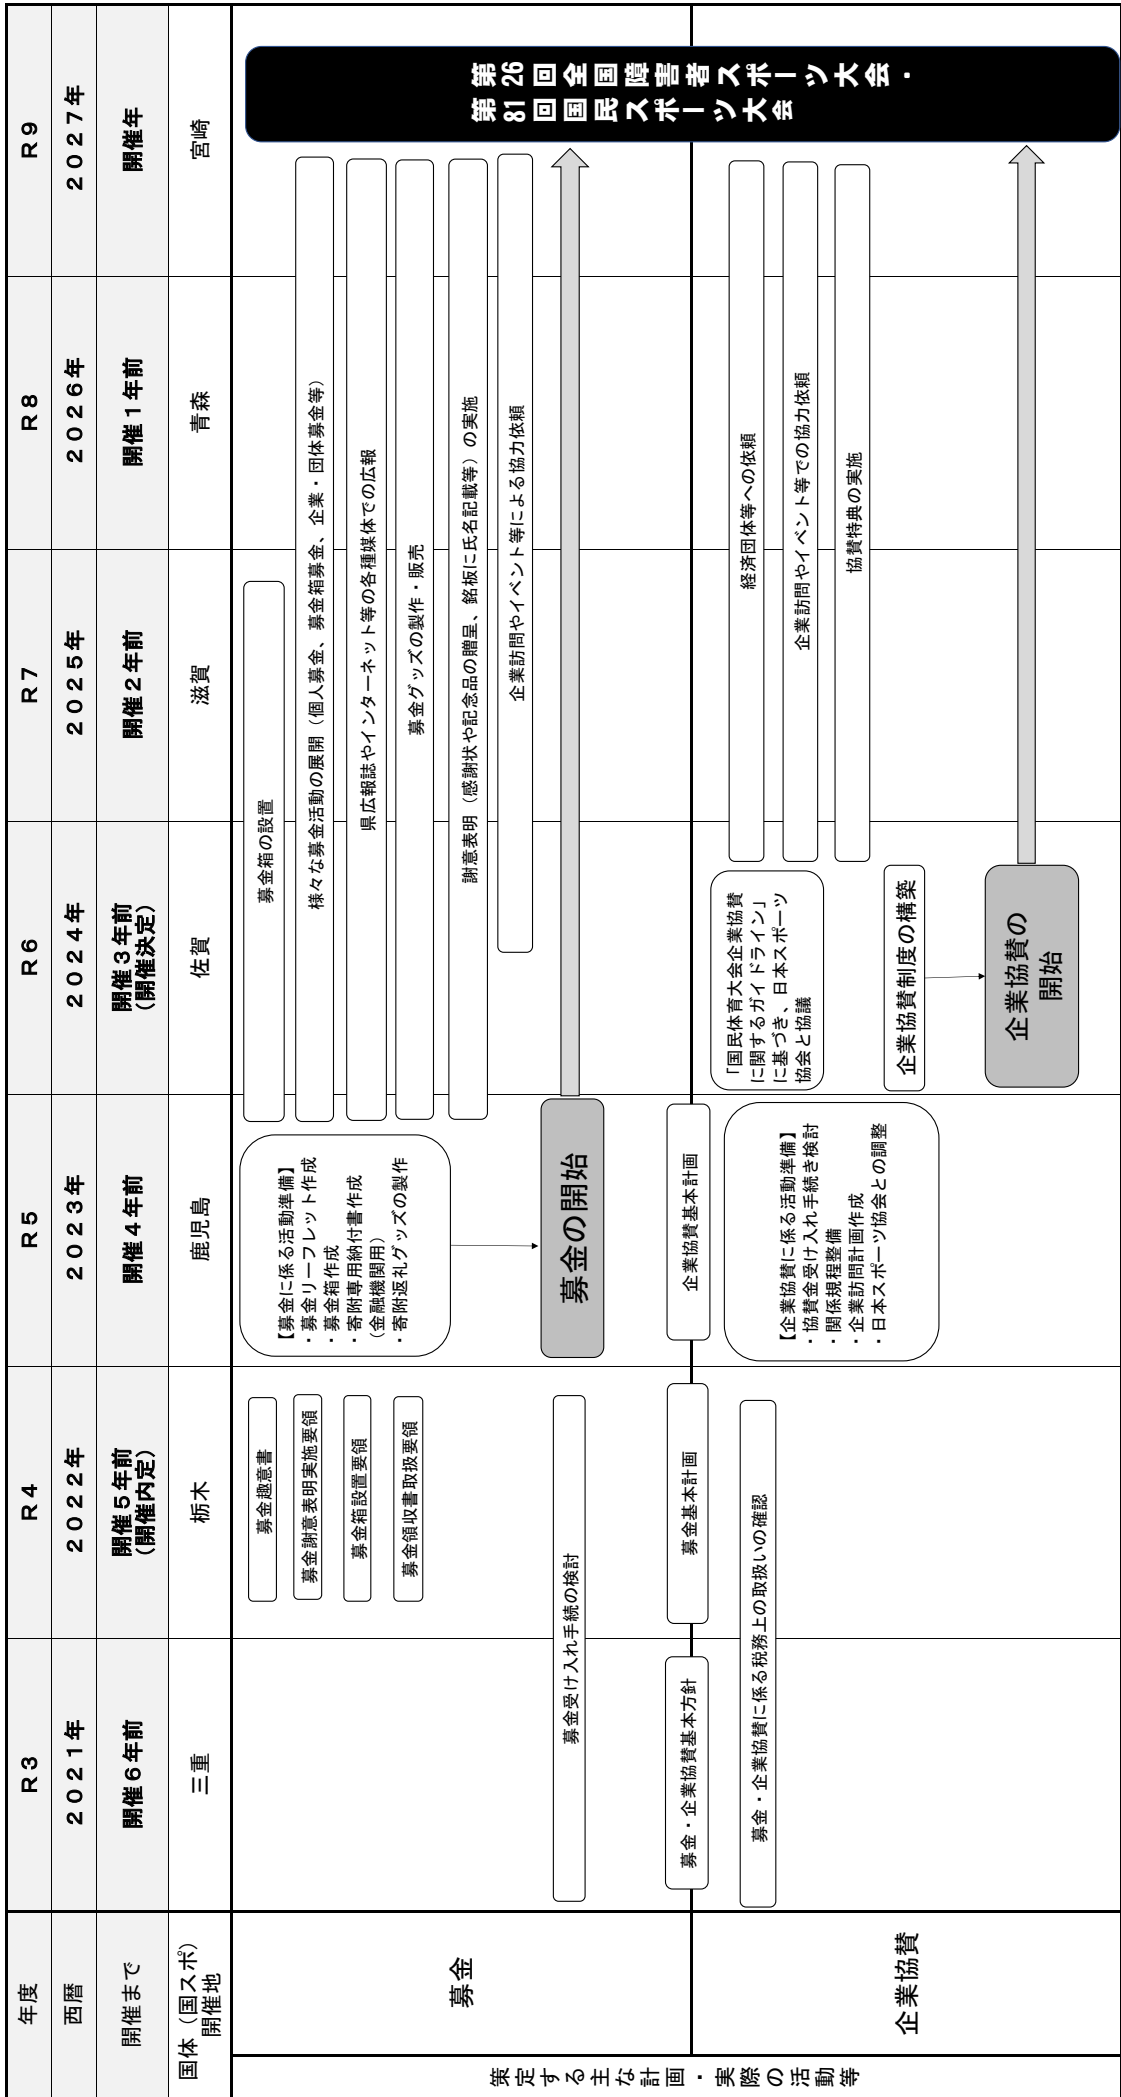 年度
R3
R4
R5
R6
R7
R8
R9
西暦
2021年
2022年
2023年
2024年
2025年
2026年
2027年
開催まで
開催6年前
開催5年前
(開催内定)
開催4年前
開催3年前
(開催決定)
開催2年前
開催1年前
開催年
国体（国スポ）
開催地
三重
栃木
鹿児島
佐賀
滋賀
青森
宮崎
策定する主な計画・実際の活動等
募金
募金趣意書
募金謝意表明実施要領
募金箱設置要領
募金領収書取扱要領
募金受け入れ手続の検討
【募金に係る活動準備】
・募金リーフレット作成
・募金箱作成
・寄附専用納付書作成
（金融機関用）
・寄附返礼グッズの製作
募金の開始
募金箱の設置
様々な募金活動の展開（個人募金、募金箱募金、企業・団体募金等）
県広報誌やインターネット等の各種媒体での広報
募金グッズの製作・販売
謝意表明（感謝状や記念品の贈呈、銘板に氏名記載等）の実施
企業訪問やイベント等による協力依頼
募金・企業協賛基本方針
募金基本計画
企業協賛基本計画
企業協賛
募金・企業協賛に係る税務上の取扱いの確認
【企業協賛に係る活動準備】
・協賛金受け入れ手続き検討
・関係規程整備
・企業訪問計画作成
・日本スポーツ協会との調整
「国民体育大会企業協賛
に関するガイドライン」
に基づき、日本スポーツ
協会と協議
企業協賛制度の構築
企業協賛の
開始
経済団体等への依頼
企業訪問やイベント等での協力依頼
協賛特典の実施
第26回全国障害者スポーツ大会・
第81回国民スポーツ大会